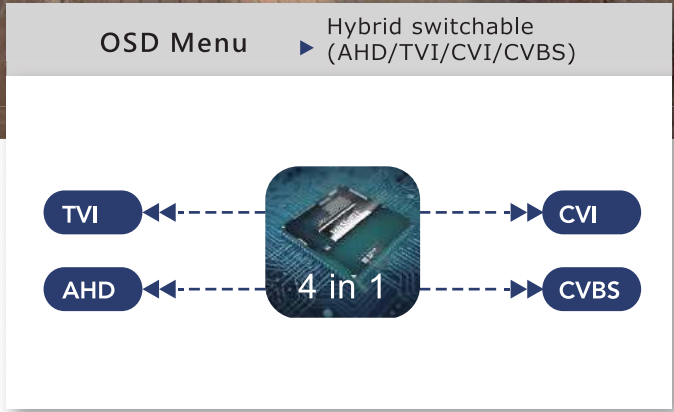 OSD Menu
Hybrid switchable
(AHD/TVI/CVI/CVBS)
TVI
CVI
4 in 1
AHD
CVBS